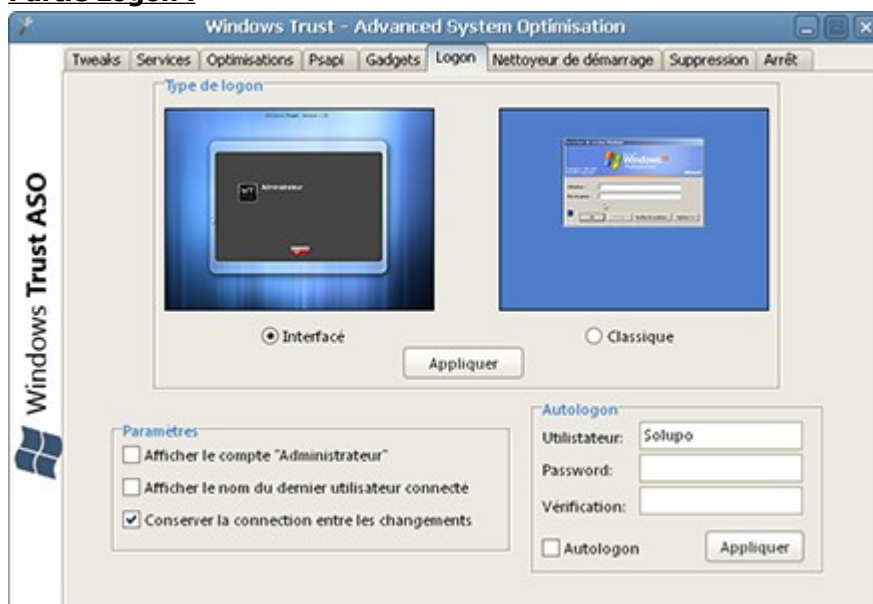 Partie Logon :
Windows Trust - Advanced System Optimisation
Tweaks Services Optimisations Psapi Gadgets Logon Nettoyeur de démarrage Suppression Arrêt
Windows Trust ASO
Type de logon
Administrateur
Windows
Interfacé
Classique
Appliquer
Paramètres
Afficher le compte "Administrateur"
Afficher le nom du dernier utilisateur connecté
Conserver la connection entre les changements
Autologon
Utilistateur: Solupo
Password:
Vérification:
Autologon
Appliquer